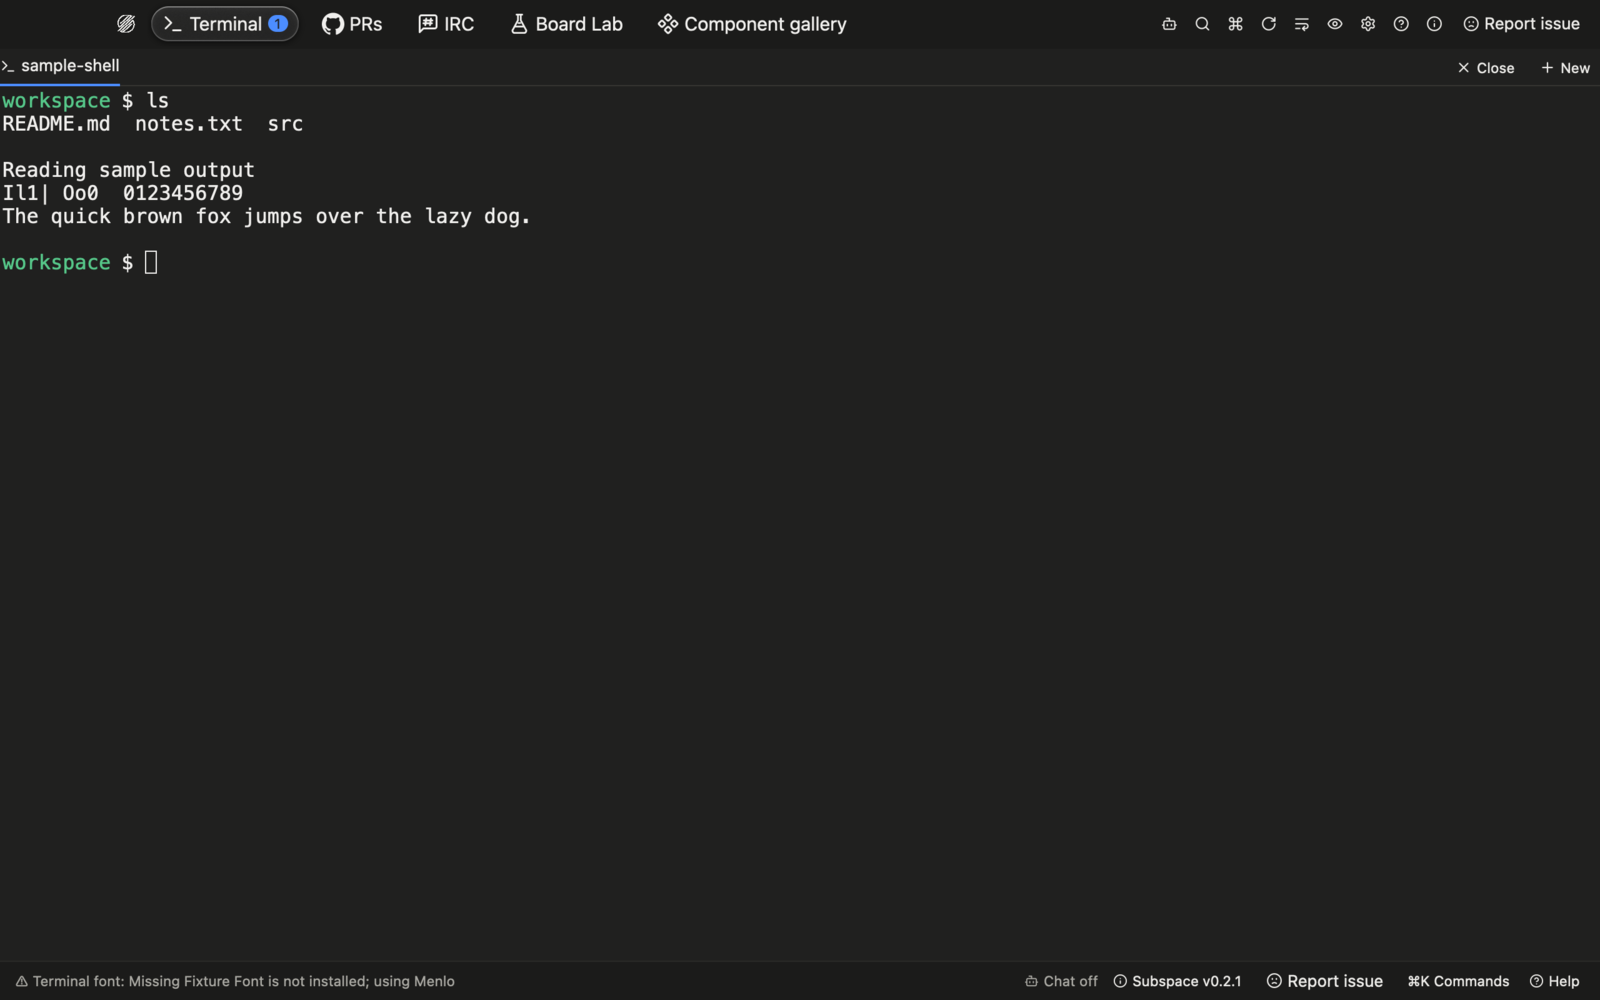 >_ Terminal 1 PRs IRC Board Lab Component gallery Report issue
>_ sample-shell × Close + New
workspace $ ls
README.md  notes.txt  src
Reading sample output
Il1| Oo0  0123456789
The quick brown fox jumps over the lazy dog.
workspace $
Terminal font: Missing Fixture Font is not installed; using Menlo Chat off Subspace v0.2.1 Report issue ⌘K Commands Help